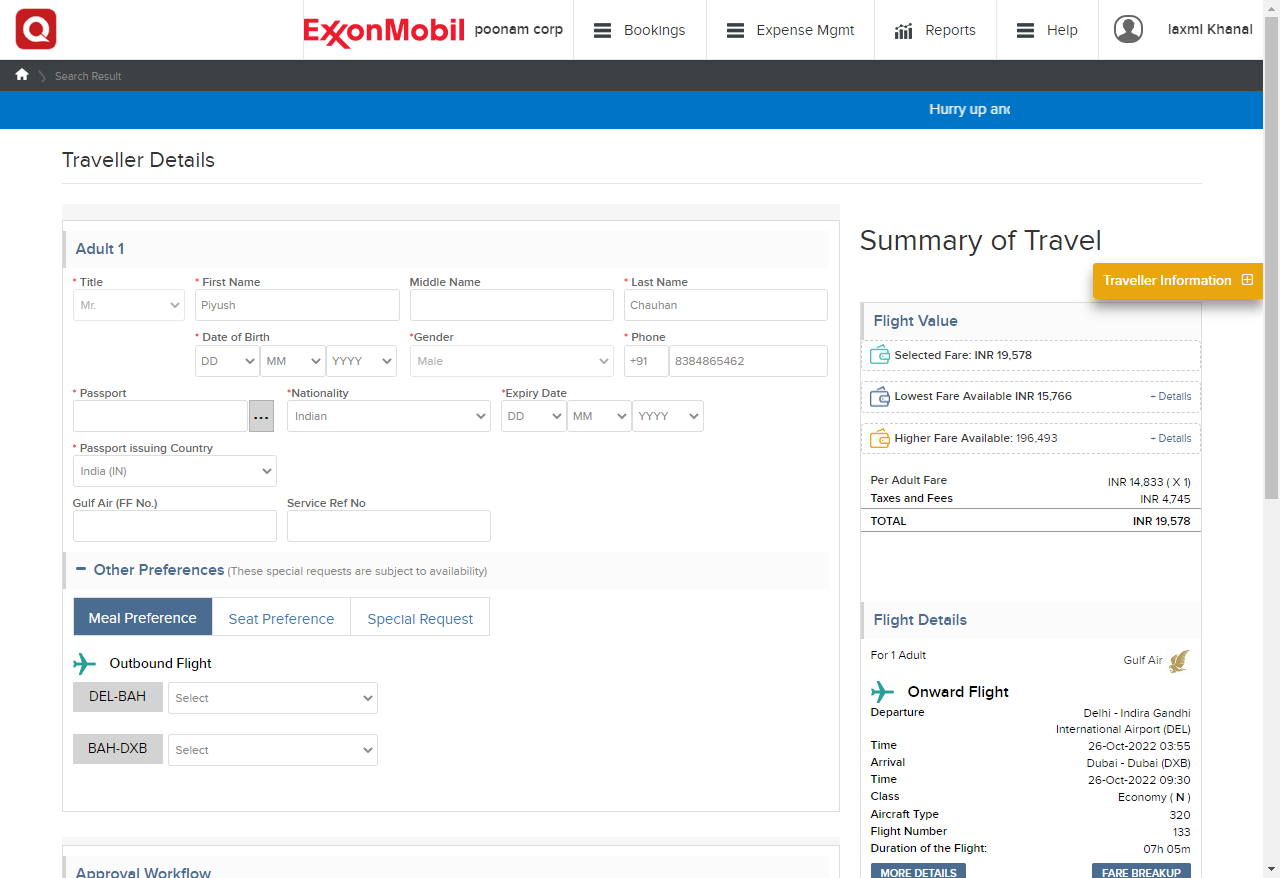 Q
ExxonMobil poonam corp Bookings Expense Mgmt Reports Help laxmi Khanal
Search Result
Hurry up and
Traveller Details
Adult 1
* Title * First Name Middle Name * Last Name
Mr. Piyush Chauhan
* Date of Birth *Gender * Phone
DD MM YYYY Male +91 8384865462
* Passport *Nationality *Expiry Date
... Indian DD MM YYYY
* Passport issuing Country
India (IN)
Gulf Air (FF No.) Service Ref No
Other Preferences (These special requests are subject to availability)
Meal Preference Seat Preference Special Request
Outbound Flight
DEL-BAH Select
BAH-DXB Select
Approval Workflow
Summary of Travel
Traveller Information
Flight Value
Selected Fare: INR 19,578
Lowest Fare Available INR 15,766 + Details
Higher Fare Available: 196,493 + Details
Per Adult Fare INR 14,833 ( X 1)
Taxes and Fees INR 4,745
TOTAL INR 19,578
Flight Details
For 1 Adult Gulf Air
Onward Flight
Departure Delhi - Indira Gandhi
International Airport (DEL)
Time 26-Oct-2022 03:55
Arrival Dubai - Dubai (DXB)
Time 26-Oct-2022 09:30
Class Economy ( N )
Aircraft Type 320
Flight Number 133
Duration of the Flight: 07h 05m
MORE DETAILS FARE BREAKUP